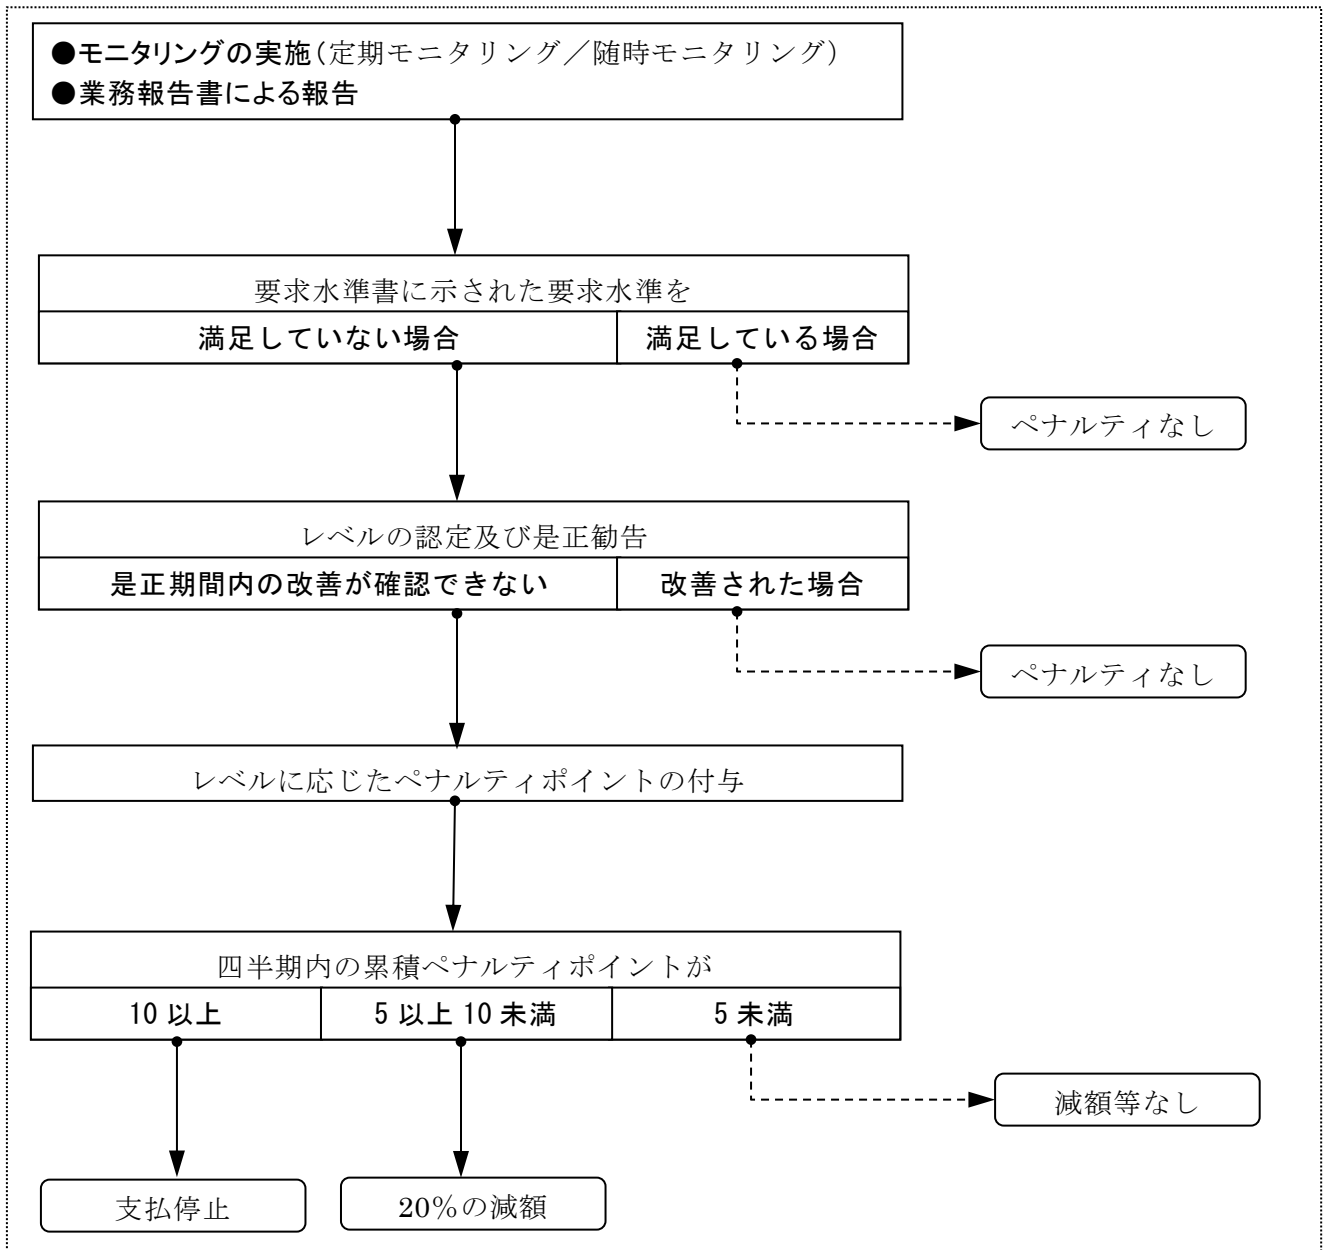 ●モニタリングの実施（定期モニタリング／随時モニタリング）
●業務報告書による報告
要求水準書に示された要求水準を
満足していない場合
満足している場合
ペナルティなし
レベルの認定及び是正勧告
是正期間内の改善が確認できない
改善された場合
ペナルティなし
レベルに応じたペナルティポイントの付与
四半期内の累積ペナルティポイントが
10 以上
5 以上 10 未満
5 未満
減額等なし
支払停止
20％の減額